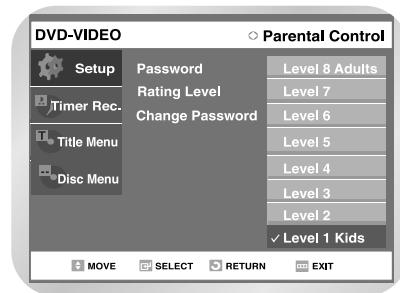 DVD-VIDEO
Parental Control
Setup
Password
Level 8 Adults
Rating Level
Level 7
Timer Rec.
Change Password
Level 6
Title Menu
Level 5
Disc Menu
Level 4
Level 3
Level 2
✓ Level 1 Kids
MOVE SELECT RETURN EXIT